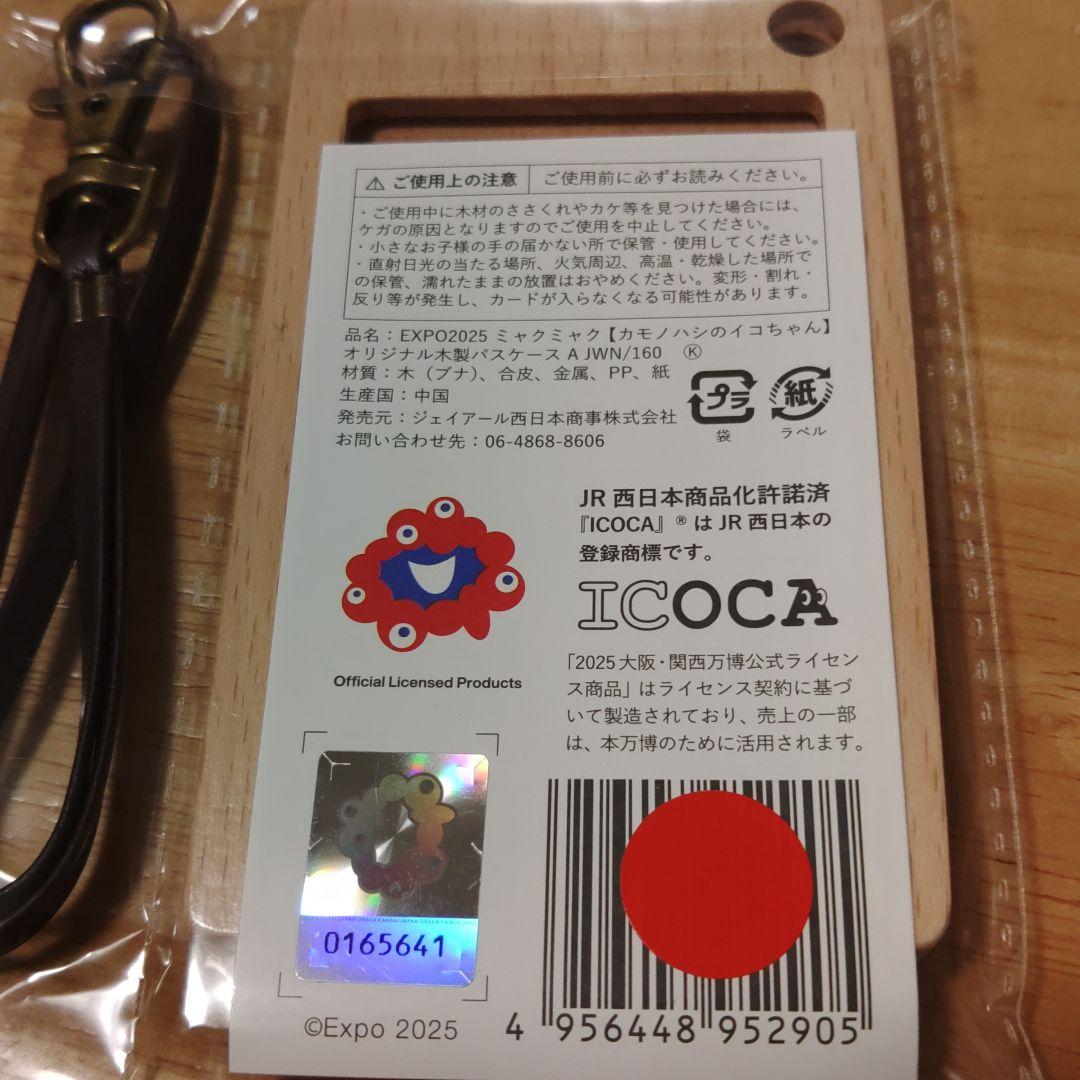 ⚠ ご使用上の注意 ご使用前に必ずお読みください。
・ご使用中に木材のささくれやカケ等を見つけた場合には、
ケガの原因となりますのでご使用を中止してください。
・小さなお子様の手の届かない所で保管・使用してください。
・直射日光の当たる場所、火気周辺、高温・乾燥した場所で
の保管、濡れたままの放置はおやめください。変形・割れ・
反り等が発生し、カードが入らなくなる可能性があります。
品名：EXPO2025 ミャクミャク【カモノハシのイコちゃん】
オリジナル木製パスケース A JWN/160 Ⓚ
材質：木（ブナ）、合皮、金属、PP、紙
生産国：中国
発売元：ジェイアール西日本商事株式会社
お問い合わせ先：06-4868-8606
プラ
袋
紙
ラベル
JR 西日本商品化許諾済
『ICOCA』®は JR 西日本の
登録商標です。
ICOCA
Official Licensed Products
「2025 大阪・関西万博公式ライセン
ス商品」はライセンス契約に基づ
いて製造されており、売上の一部
は、本万博のために活用されます。
0165641
©Expo 2025
4 956448 952905